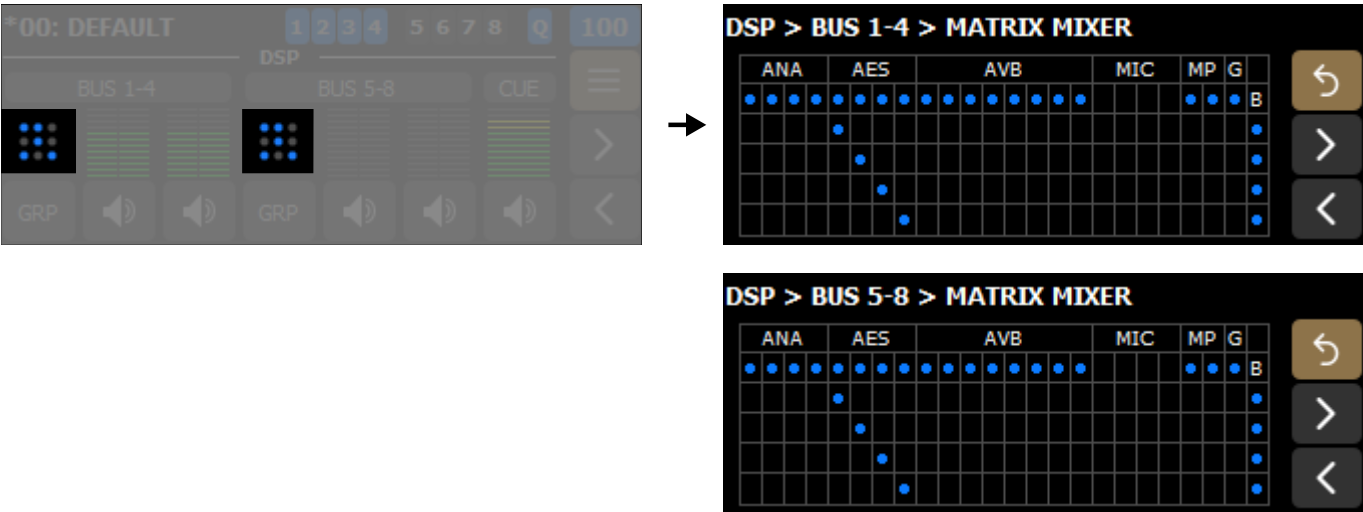 *00: DEFAULT 1 2 3 4 5 6 7 8 Q 100
DSP
BUS 1-4 BUS 5-8 CUE
GRP GRP
DSP > BUS 1-4 > MATRIX MIXER
ANA AES AVB MIC MP G
B
DSP > BUS 5-8 > MATRIX MIXER
ANA AES AVB MIC MP G
B